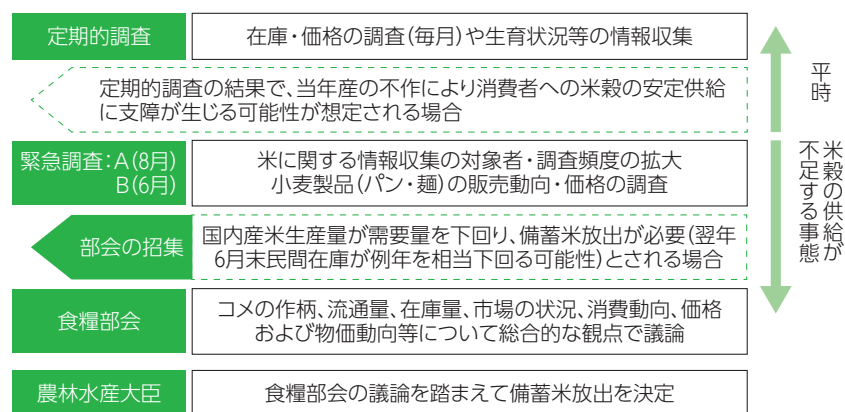 定期的調査
在庫・価格の調査(毎月)や生育状況等の情報収集
定期的調査の結果で、当年産の不作により消費者への米穀の安定供給
に支障が生じる可能性が想定される場合
平時
緊急調査:A(8月)
B(6月)
米に関する情報収集の対象者・調査頻度の拡大
小麦製品(パン・麺)の販売動向・価格の調査
米穀の供給が
不足する事態
部会の招集
国内産米生産量が需要量を下回り、備蓄米放出が必要(翌年
6月末民間在庫が例年を相当下回る可能性)とされる場合
食糧部会
コメの作柄、流通量、在庫量、市場の状況、消費動向、価格
および物価動向等について総合的な観点で議論
農林水産大臣
食糧部会の議論を踏まえて備蓄米放出を決定